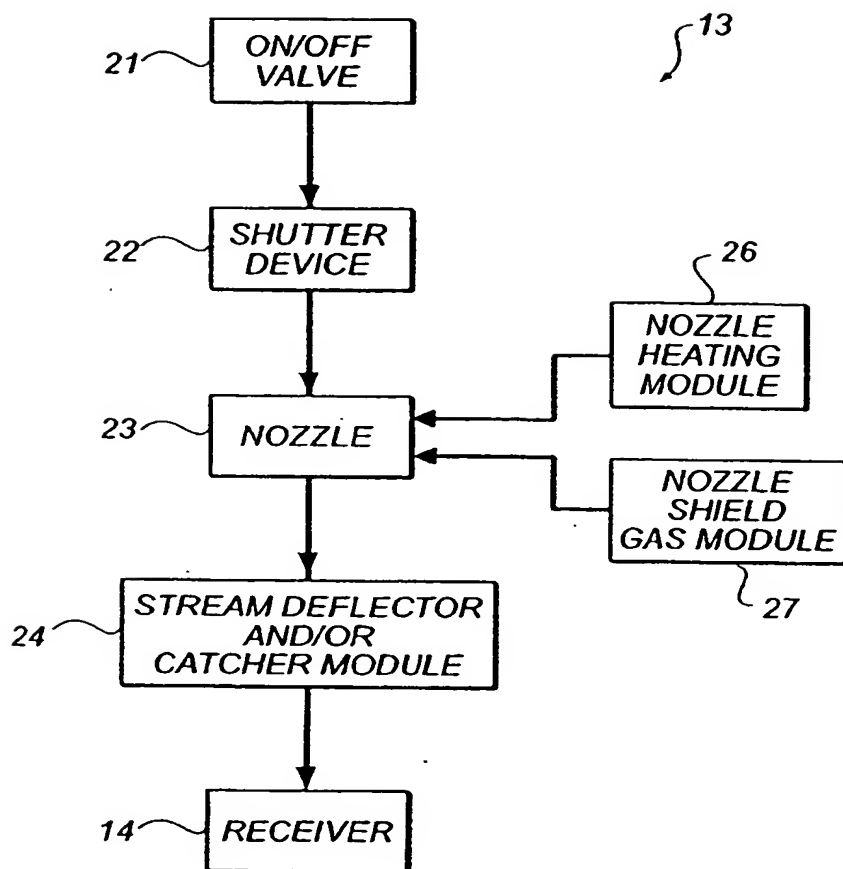 13
21
ON/OFF
VALVE
22
SHUTTER
DEVICE
26
NOZZLE
HEATING
MODULE
23
NOZZLE
NOZZLE
SHIELD
GAS MODULE
27
24
STREAM DEFLECTOR
AND/OR
CATCHER MODULE
14
RECEIVER